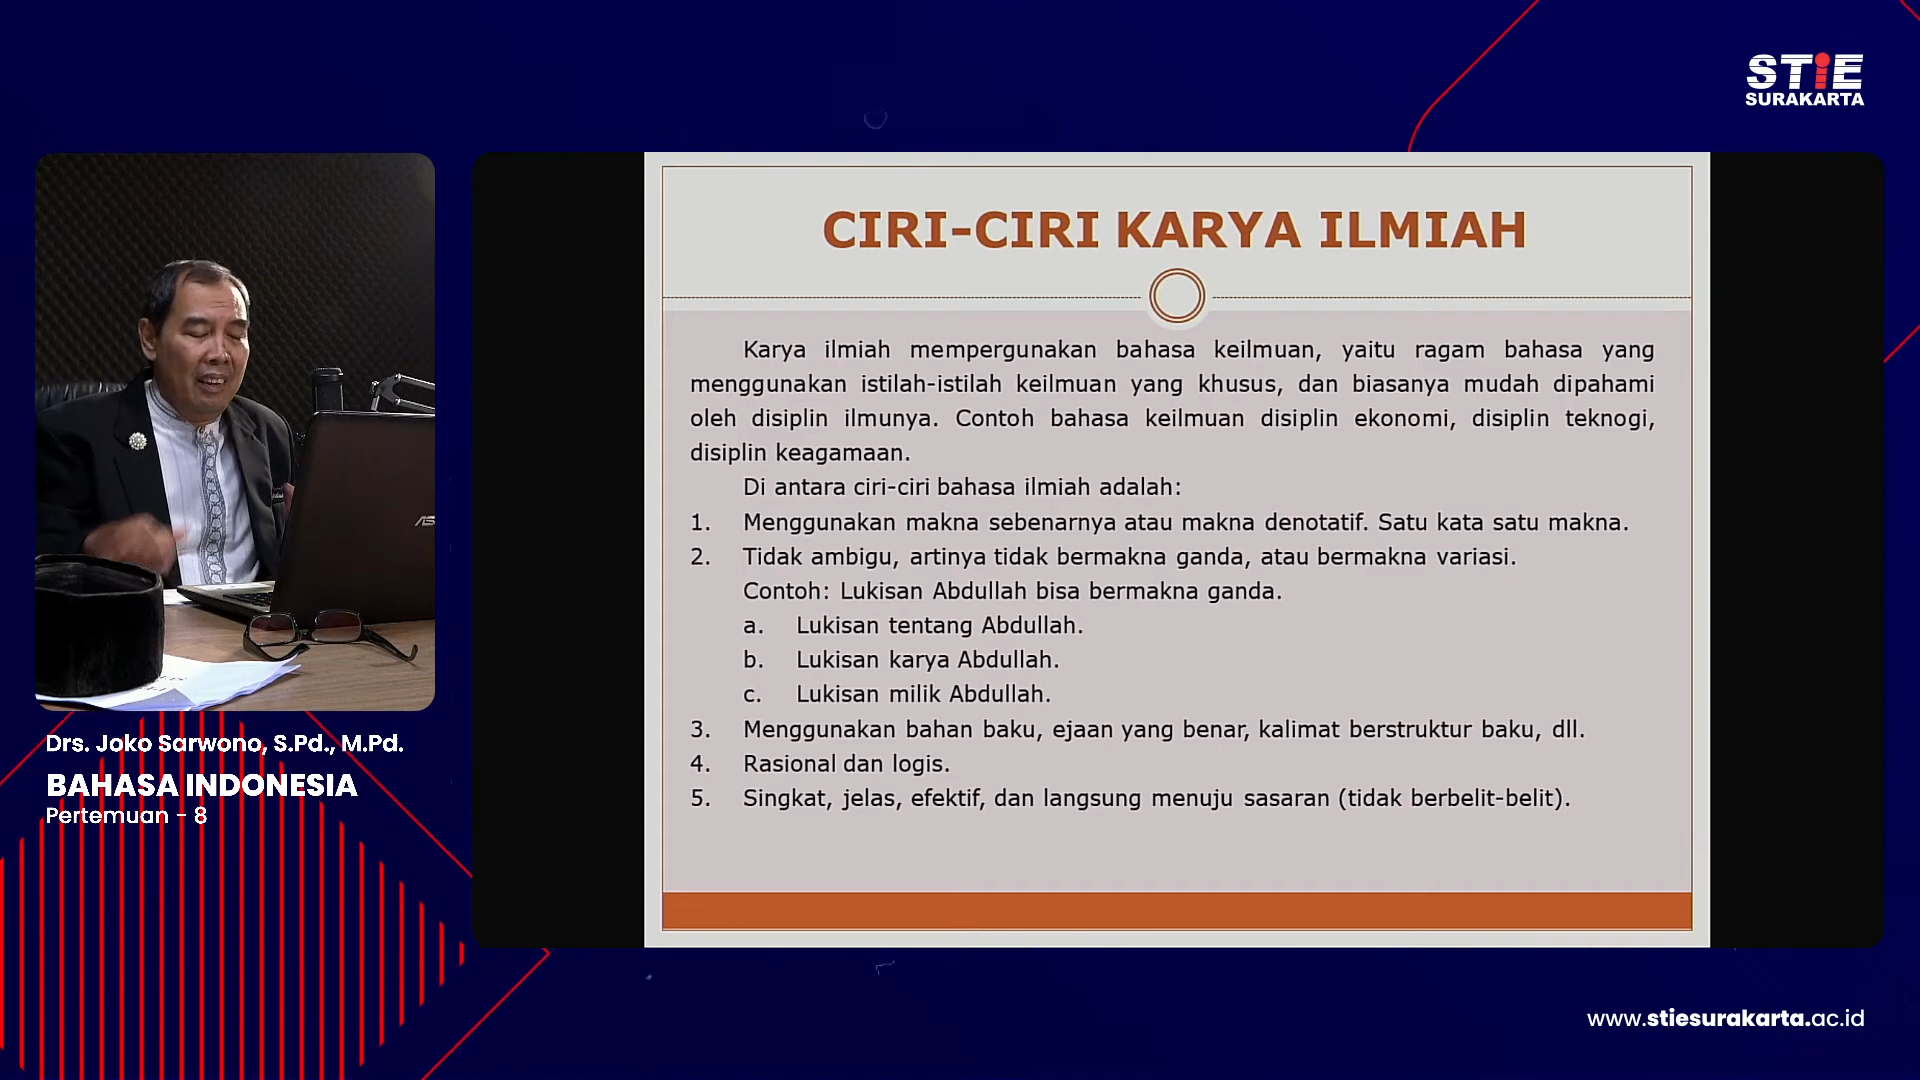 STiE
SURAKARTA
CIRI-CIRI KARYA ILMIAH
Karya ilmiah mempergunakan bahasa keilmuan, yaitu ragam bahasa yang
menggunakan istilah-istilah keilmuan yang khusus, dan biasanya mudah dipahami
oleh disiplin ilmunya. Contoh bahasa keilmuan disiplin ekonomi, disiplin teknogi,
disiplin keagamaan.
Di antara ciri-ciri bahasa ilmiah adalah:
1. Menggunakan makna sebenarnya atau makna denotatif. Satu kata satu makna.
2. Tidak ambigu, artinya tidak bermakna ganda, atau bermakna variasi.
Contoh: Lukisan Abdullah bisa bermakna ganda.
a. Lukisan tentang Abdullah.
b. Lukisan karya Abdullah.
c. Lukisan milik Abdullah.
3. Menggunakan bahan baku, ejaan yang benar, kalimat berstruktur baku, dll.
4. Rasional dan logis.
5. Singkat, jelas, efektif, dan langsung menuju sasaran (tidak berbelit-belit).
Drs. Joko Sarwono, S.Pd., M.Pd.
BAHASA INDONESIA
Pertemuan - 8
www.stiesurakarta.ac.id